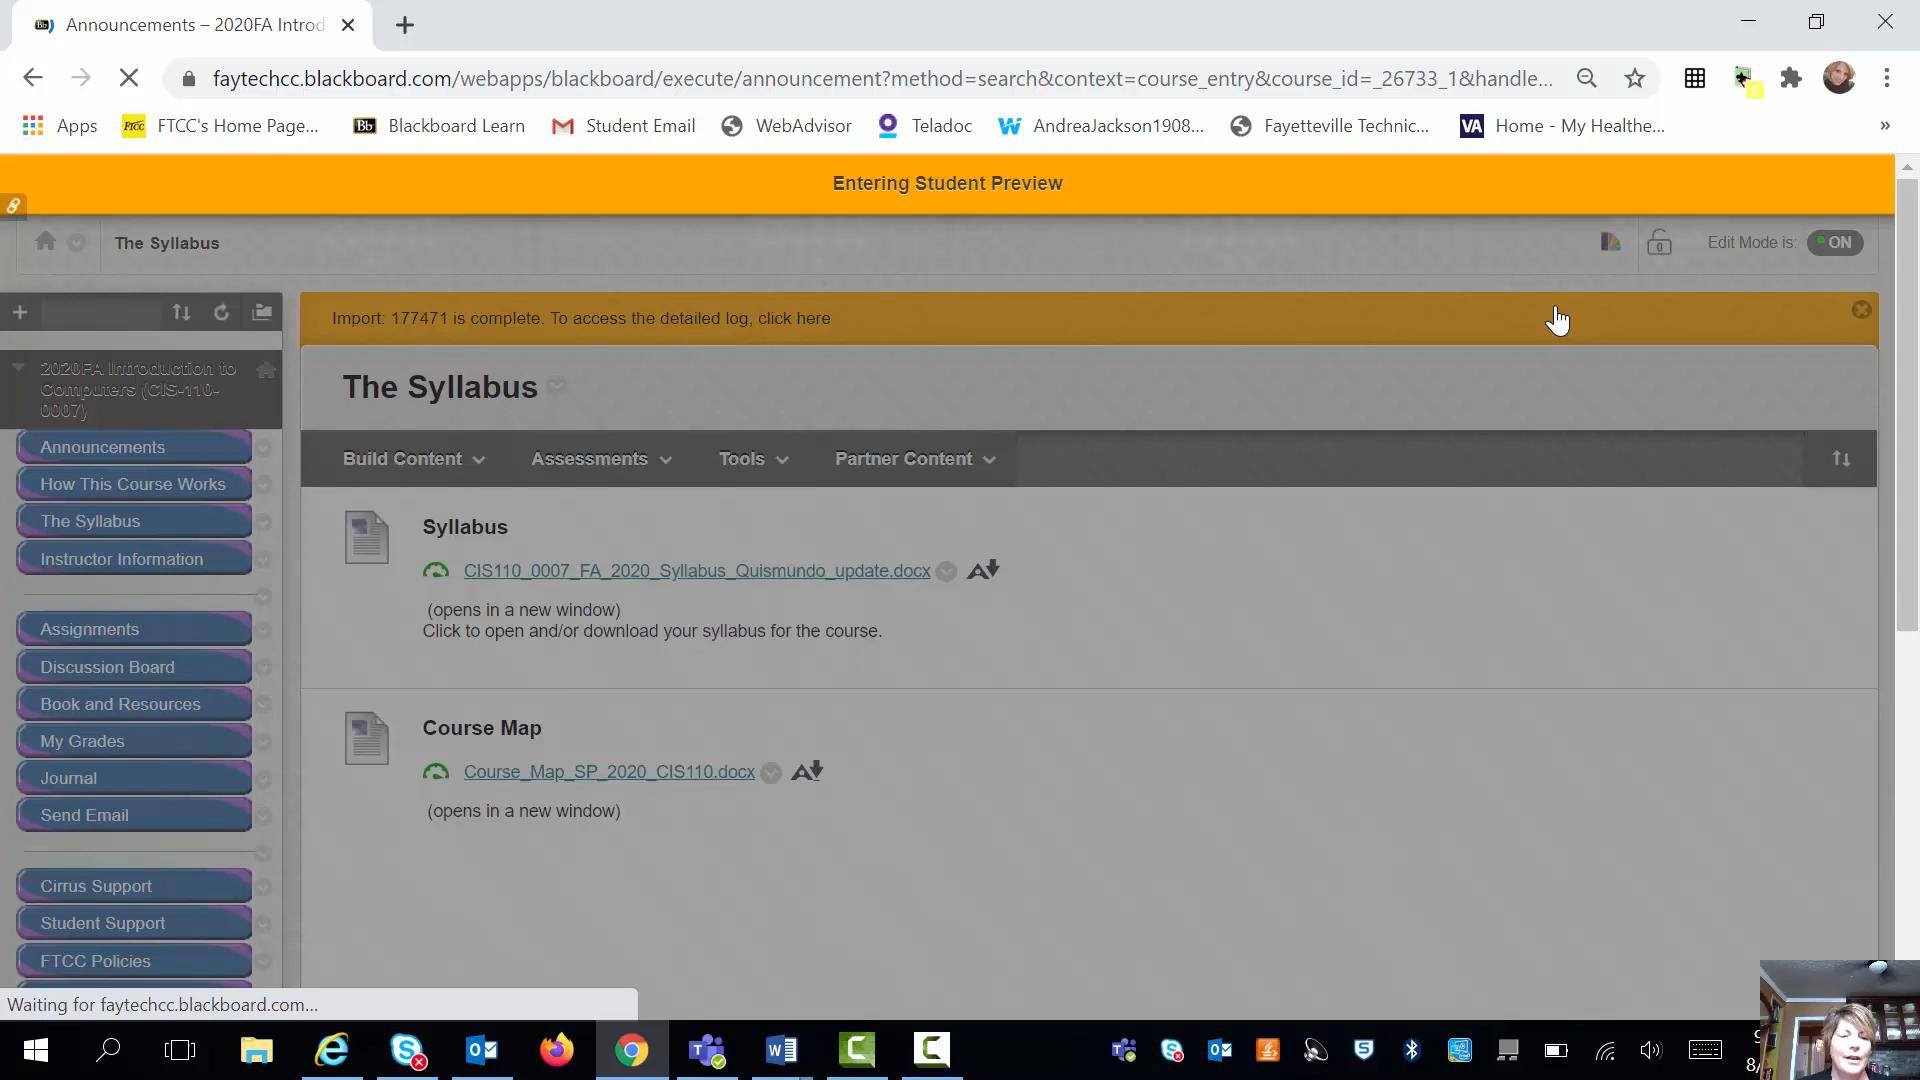 Announcements – 2020FA Introd
faytechcc.blackboard.com/webapps/blackboard/execute/announcement?method=search&context=course_entry&course_id=_26733_1&handle...
Apps FTCC's Home Page... Blackboard Learn Student Email WebAdvisor Teladoc AndreaJackson1908... Fayetteville Technic... Home - My Healthe... »
Entering Student Preview
The Syllabus
Edit Mode is: ON
Import: 177471 is complete. To access the detailed log, click here
2020FA Introduction to
Computers (CIS-110-
0007)
The Syllabus
Announcements
How This Course Works
The Syllabus
Instructor Information
Assignments
Discussion Board
Book and Resources
My Grades
Journal
Send Email
Cirrus Support
Student Support
FTCC Policies
Build Content Assessments Tools Partner Content
Syllabus
CIS110_0007_FA_2020_Syllabus_Quismundo_update.docx
(opens in a new window)
Click to open and/or download your syllabus for the course.
Course Map
Course_Map_SP_2020_CIS110.docx
(opens in a new window)
Waiting for faytechcc.blackboard.com...